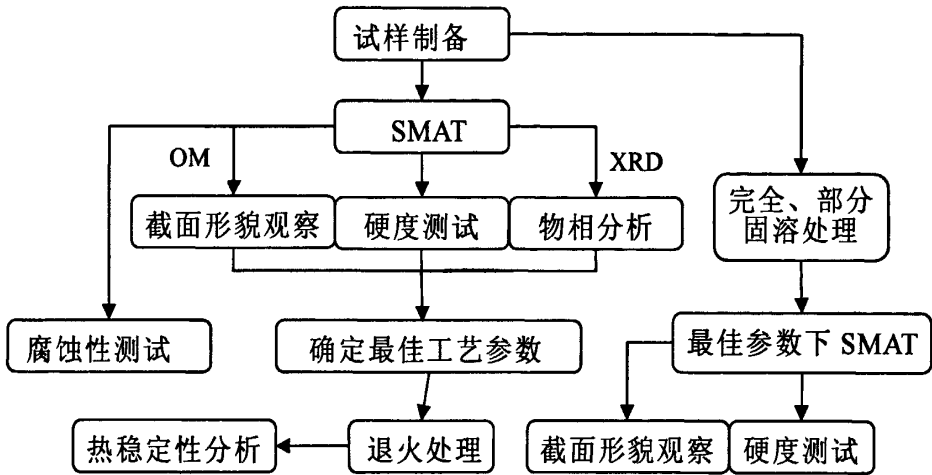 试样制备
SMAT
OM
XRD
截面形貌观察
硬度测试
物相分析
完全、部分
固溶处理
腐蚀性测试
确定最佳工艺参数
最佳参数下 SMAT
热稳定性分析
退火处理
截面形貌观察
硬度测试